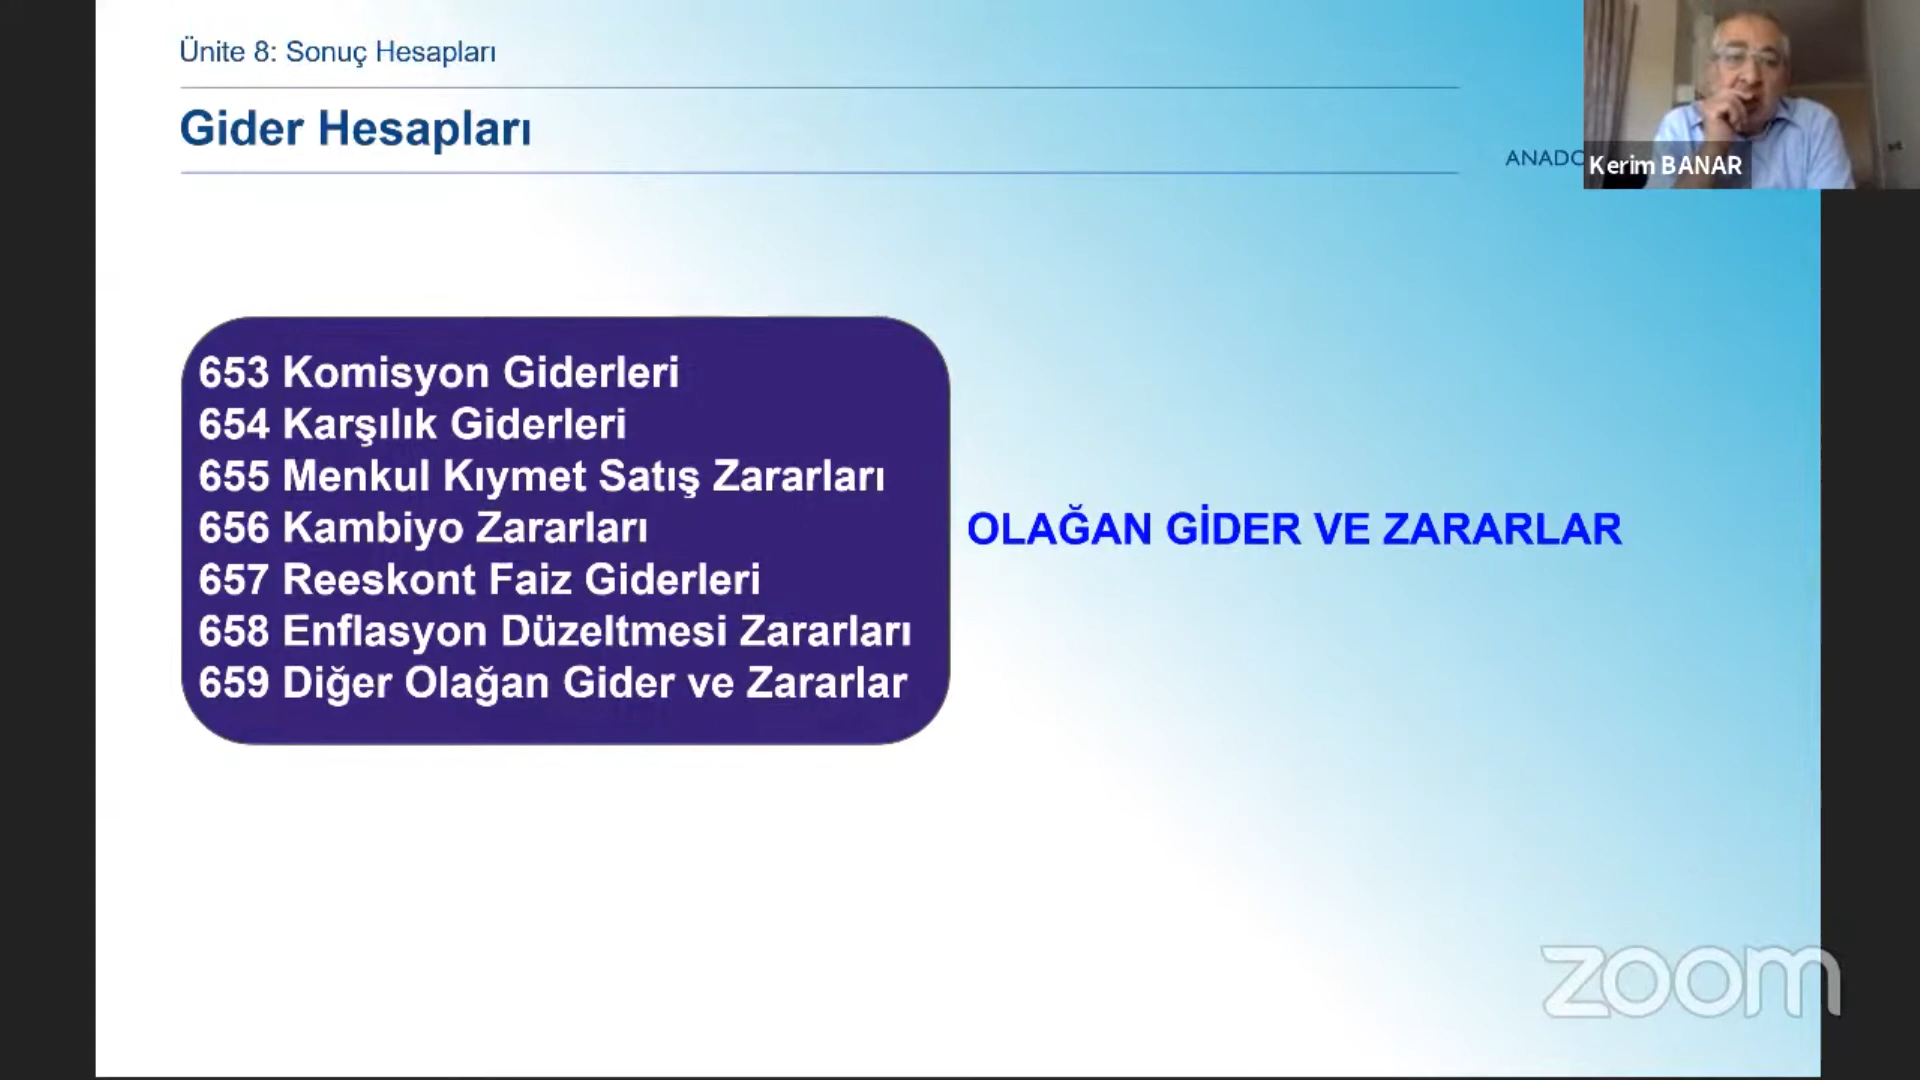 Ünite 8: Sonuç Hesapları
Gider Hesapları
ANADO
Kerim BANAR
653 Komisyon Giderleri
654 Karşılık Giderleri
655 Menkul Kıymet Satış Zararları
656 Kambiyo Zararları
657 Reeskont Faiz Giderleri
658 Enflasyon Düzeltmesi Zararları
659 Diğer Olağan Gider ve Zararlar
OLAĞAN GİDER VE ZARARLAR
zoom